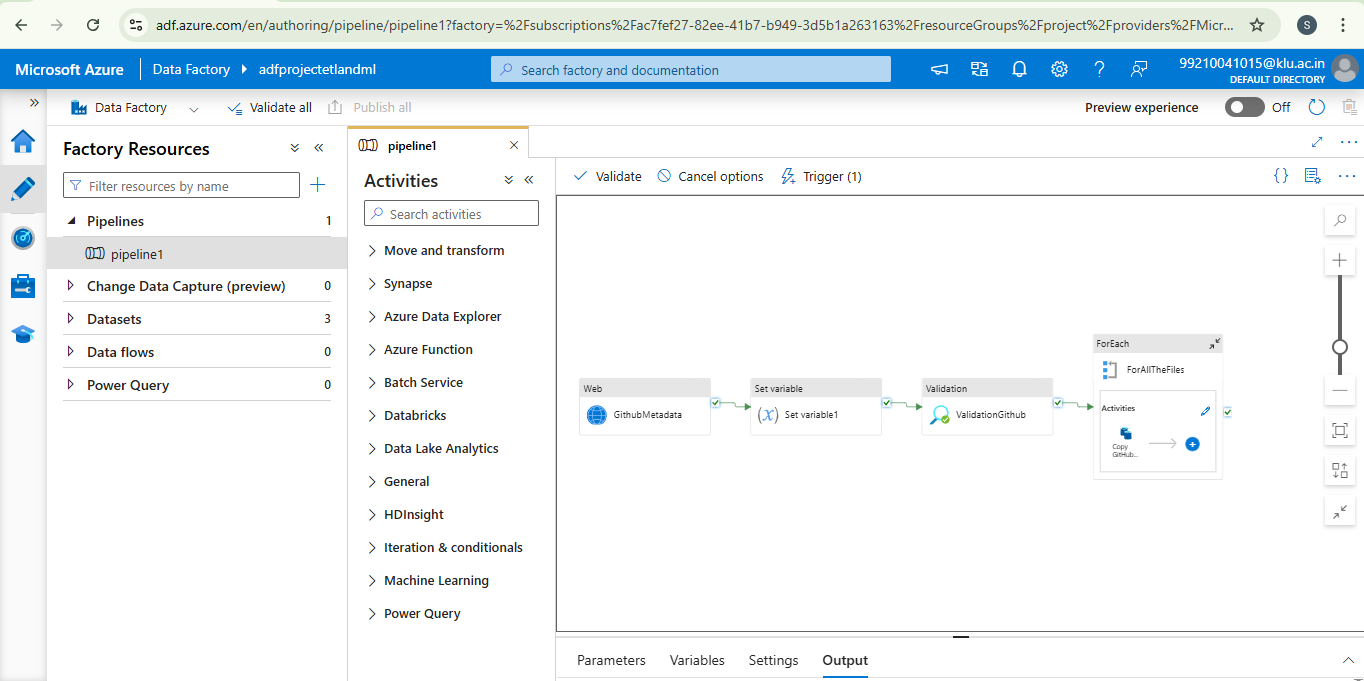 adf.azure.com/en/authoring/pipeline/pipeline1?factory=%2Fsubscriptions%2Fac7fef27-82ee-41b7-b949-3d5b1a263163%2FresourceGroups%2Fproject%2Fproviders%2FMicr...
S
Microsoft Azure
Data Factory
adfprojectetlandml
Search factory and documentation
99210041015@klu.ac.in
DEFAULT DIRECTORY
Data Factory
Validate all
Publish all
Preview experience
Off
Factory Resources
Filter resources by name
Pipelines 1
pipeline1
Change Data Capture (preview) 0
Datasets 3
Data flows 0
Power Query 0
pipeline1
Activities
Search activities
Move and transform
Synapse
Azure Data Explorer
Azure Function
Batch Service
Databricks
Data Lake Analytics
General
HDInsight
Iteration & conditionals
Machine Learning
Power Query
Validate
Cancel options
Trigger (1)
{}
Web
GithubMetadata
Set variable
(x) Set variable1
Validation
ValidationGithub
ForEach
ForAllTheFiles
Activities
Copy
GitHub...
Parameters
Variables
Settings
Output